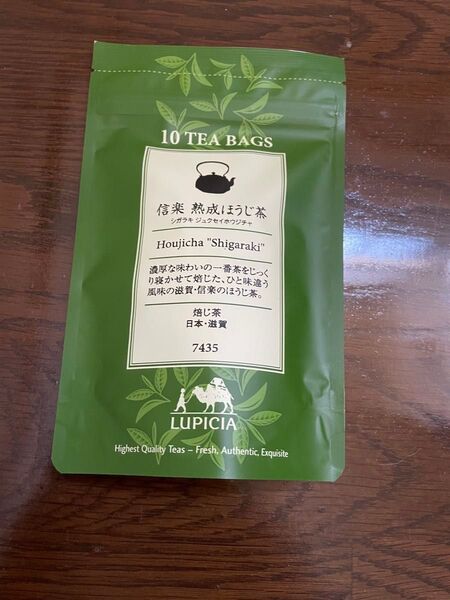 10 TEA BAGS
信楽 熟成ほうじ茶
シガラキ ジュクセイホウジチャ
Houjicha "Shigaraki"
濃厚な味わいの一番茶をじっく
り寝かせて焙じた、ひと味違う
風味の滋賀・信楽のほうじ茶。
焙じ茶
日本・滋賀
7435
LUPICIA
Highest Quality Teas – Fresh, Authentic, Exquisite